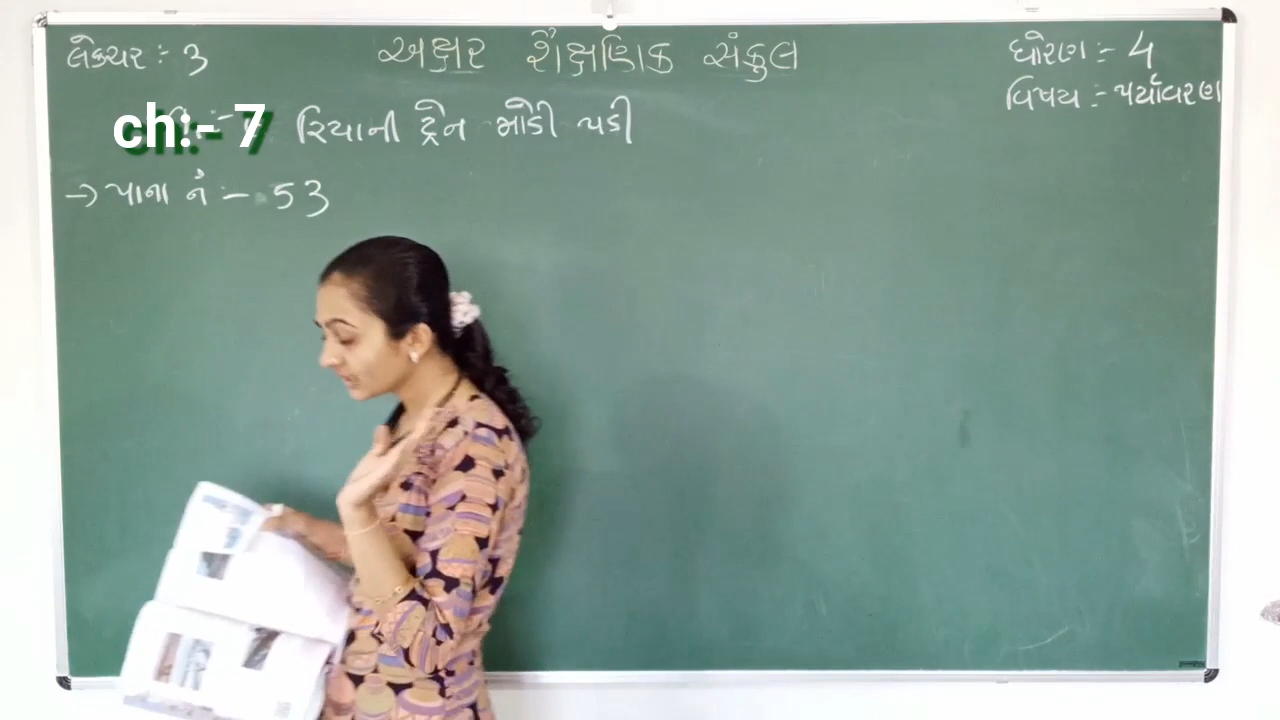 લેક્ચર :- 3
અક્ષર શૈક્ષણિક સંકુલ
ધોરણ :- 4
વિષય :- પર્યાવરણ
ch:- 7 રિયાની ટ્રેન મોડી પડી
→ પાના નં :- 53